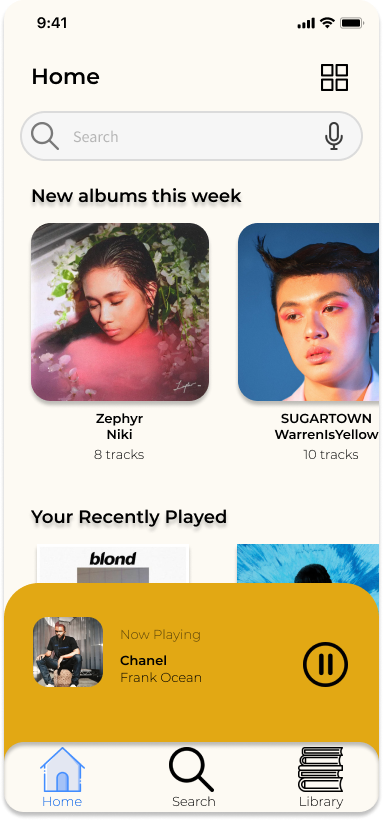 9:41
Home
Search
New albums this week
Zephyr
Niki
8 tracks
SUGARTOWN
WarrenIsYellow
10 tracks
Your Recently Played
blond
Now Playing
Chanel
Frank Ocean
Home
Search
Library